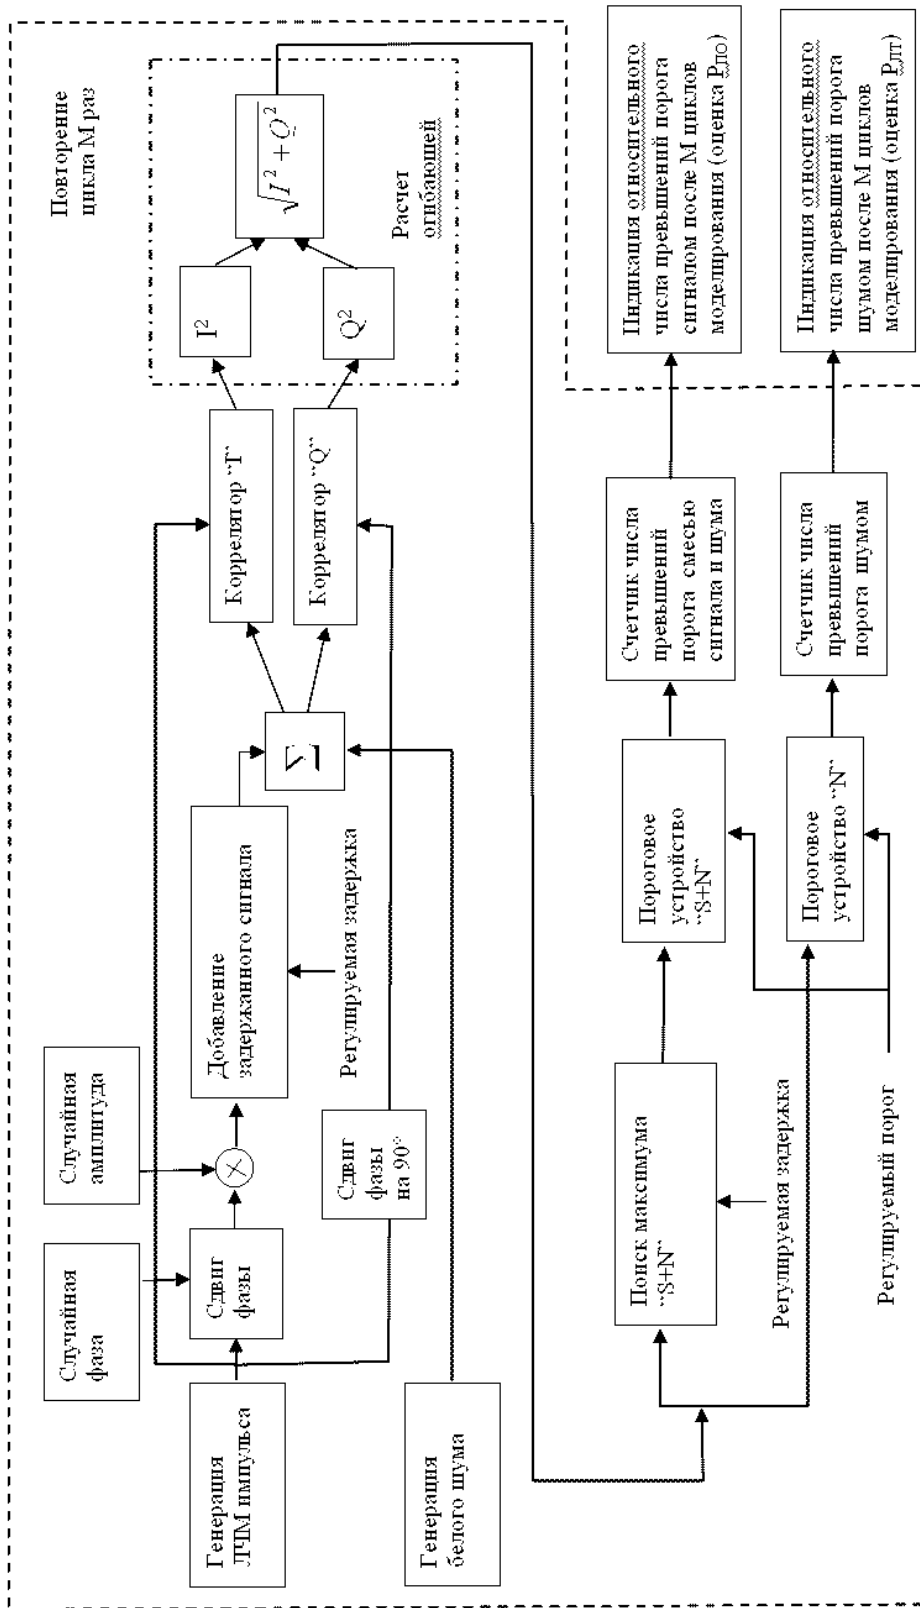 Повторение
цикла М раз
Случайная
фаза
Случайная
амплитуда
Генерация
ЛЧМ импульса
Сдвиг
фазы
Добавление
задержанного сигнала
Регулируемая задержка
Сдвиг
фазы
на 90°
Генерация
белого шума
Σ
Коррелятор "I"
Коррелятор "Q"
I²
Q²
√I² + Q²
Расчет
огибающей
Поиск максимума
"S+N"
Регулируемая задержка
Регулируемый порог
Пороговое
устройство
"S+N"
Пороговое
устройство "N"
Счетчик числа
превышений
порога смесью
сигнала и шума
Счетчик числа
превышений
порога шумом
Индикация относительного
числа превышений порога
сигналом после М циклов
моделирования (оценка РПО)
Индикация относительного
числа превышений порога
шумом после М циклов
моделирования (оценка РЛТ)